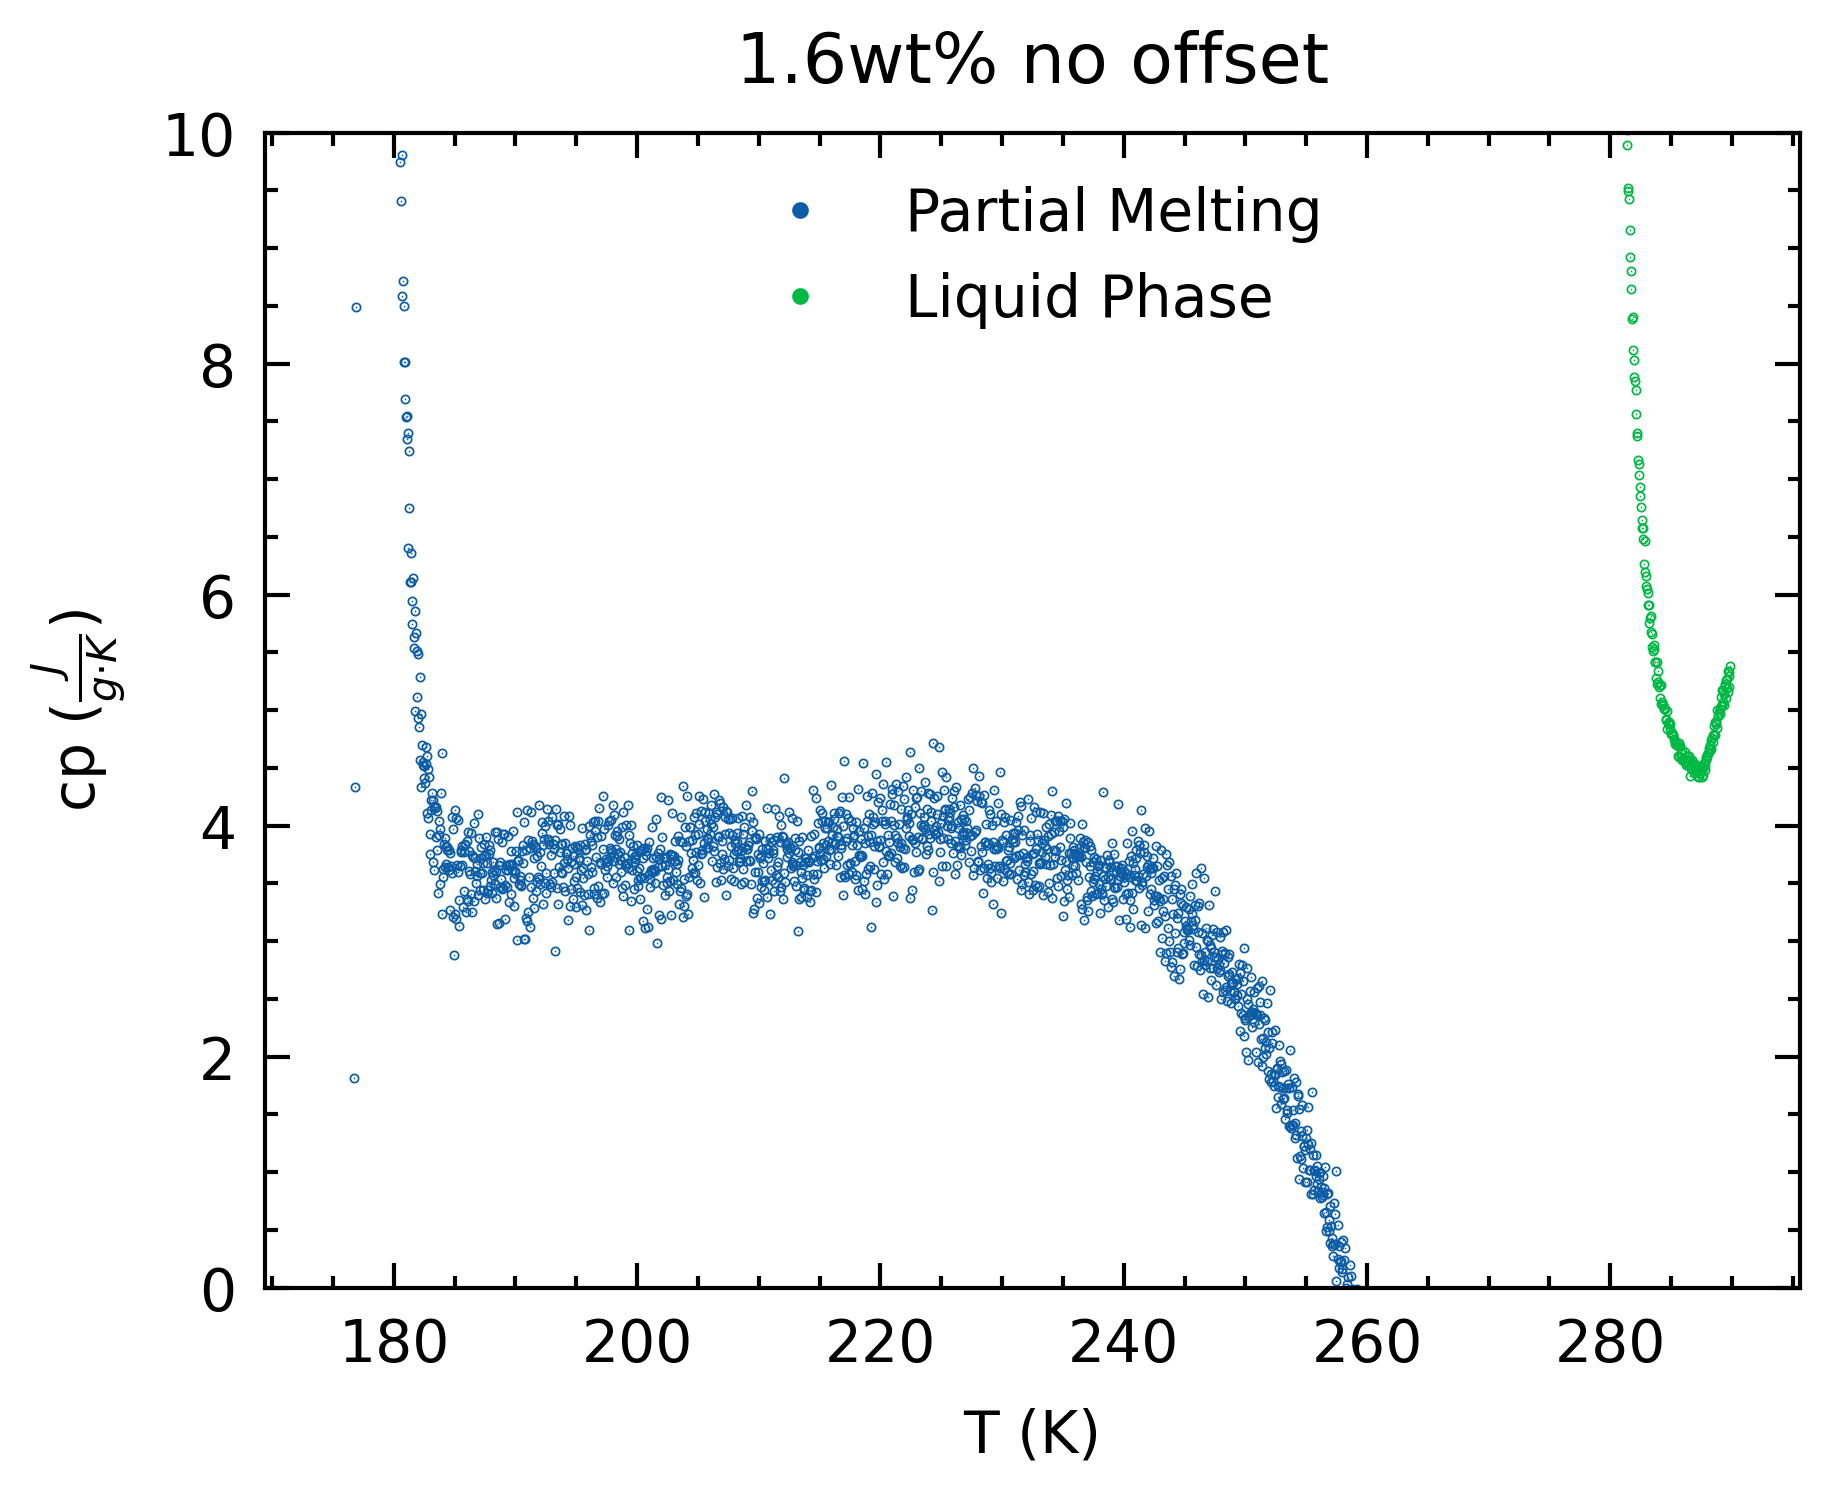 1.6wt% no offset
10
8
6
4
2
0
cp (J/g·K)
Partial Melting
Liquid Phase
180 200 220 240 260 280
T (K)